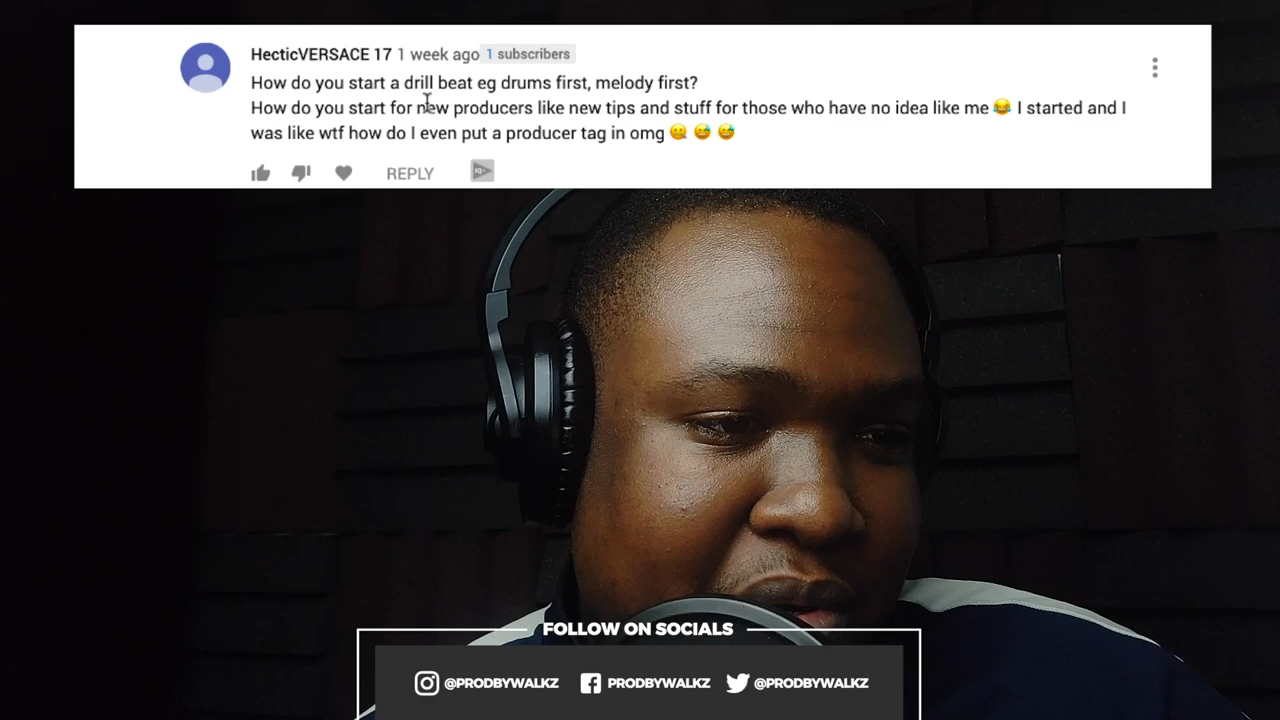 HecticVERSACE 17 1 week ago 1 subscribers
How do you start a drill beat eg drums first, melody first?
How do you start for new producers like new tips and stuff for those who have no idea like me 😂 I started and I
was like wtf how do I even put a producer tag in omg 🤐 😅 😅
REPLY
FOLLOW ON SOCIALS
@PRODBYWALKZ PRODBYWALKZ @PRODBYWALKZ